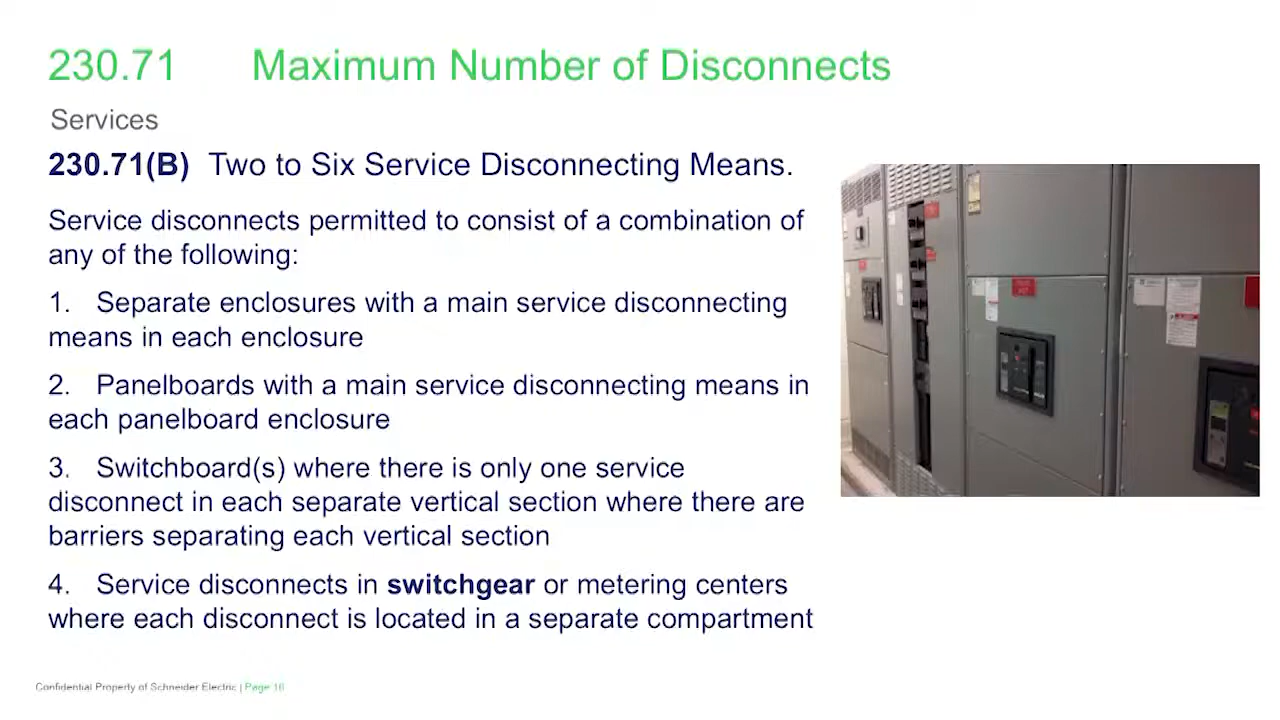 230.71 Maximum Number of Disconnects
Services
230.71(B) Two to Six Service Disconnecting Means.
Service disconnects permitted to consist of a combination of
any of the following:
1. Separate enclosures with a main service disconnecting
means in each enclosure
2. Panelboards with a main service disconnecting means in
each panelboard enclosure
3. Switchboard(s) where there is only one service
disconnect in each separate vertical section where there are
barriers separating each vertical section
4. Service disconnects in switchgear or metering centers
where each disconnect is located in a separate compartment
Confidential Property of Schneider Electric | Page 16